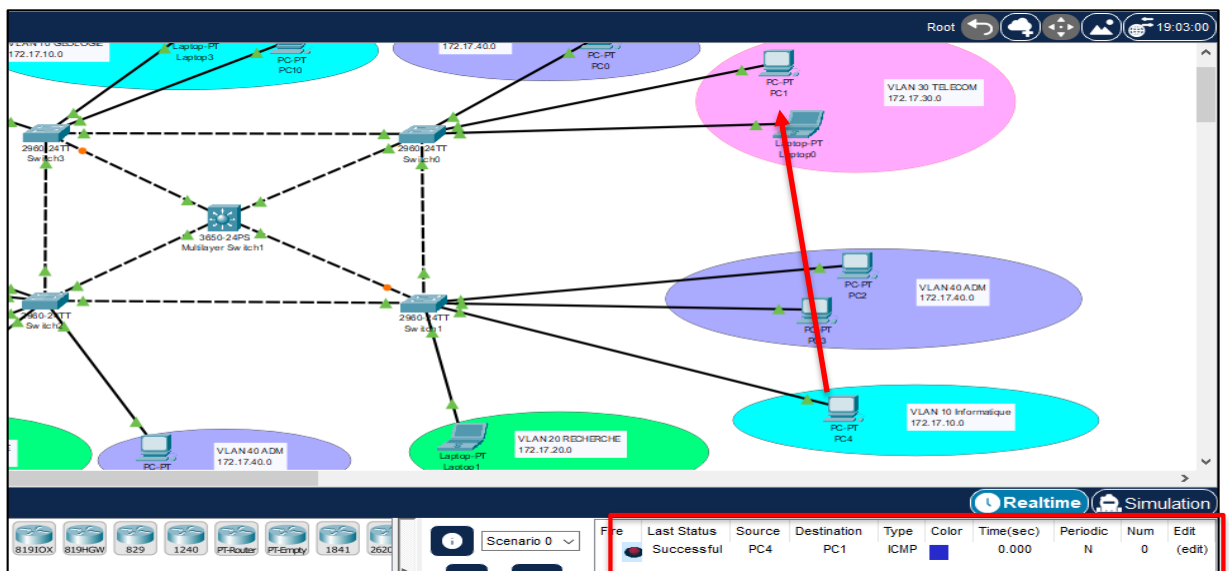 Root
19:03:00
VLAN 10 GEOLOGE
172.17.10.0
Laptop-PT
Laptop3
PC-PT
PC10
172.17.40.0
PC-PT
PC0
PC-PT
PC1
VLAN 30 TELECOM
172.17.30.0
Laptop-PT
Laptop0
2960-24TT
Switch3
2960-24TT
Switch0
3650-24PS
Multilayer Switch1
PC-PT
PC2
VLAN 40 ADM
172.17.40.0
PC-PT
PC3
2960-24TT
Switch2
2960-24TT
Switch1
VLAN 10 Informatique
172.17.10.0
PC-PT
PC4
VLAN 40 ADM
172.17.40.0
PC-PT
VLAN 20 RECHERCHE
172.17.20.0
Laptop-PT
Laptop1
Realtime
Simulation
819IOX
819HGW
829
1240
PT-Router
PT-Empty
1841
2620
Scenario 0
Fire Last Status Source Destination Type Color Time(sec) Periodic Num Edit
Successful PC4 PC1 ICMP 0.000 N 0 (edit)